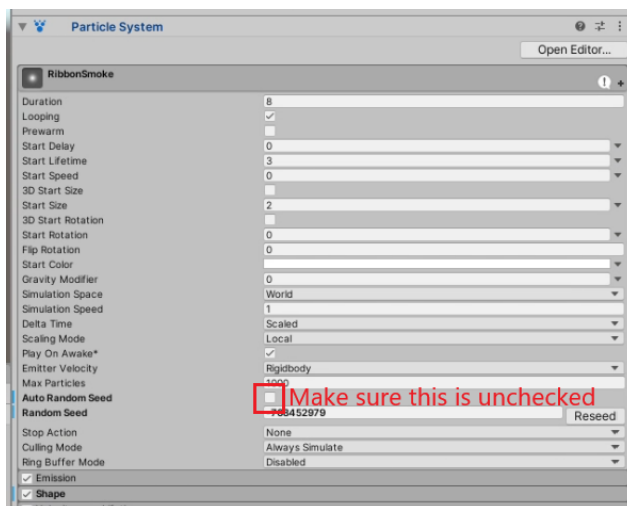 Particle System
Open Editor...
RibbonSmoke
Duration 8
Looping
Prewarm
Start Delay 0
Start Lifetime 3
Start Speed 0
3D Start Size
Start Size 2
3D Start Rotation
Start Rotation 0
Flip Rotation 0
Start Color
Gravity Modifier 0
Simulation Space World
Simulation Speed 1
Delta Time Scaled
Scaling Mode Local
Play On Awake*
Emitter Velocity Rigidbody
Max Particles 1000
Auto Random Seed Make sure this is unchecked
Random Seed -768452979 Reseed
Stop Action None
Culling Mode Always Simulate
Ring Buffer Mode Disabled
Emission
Shape